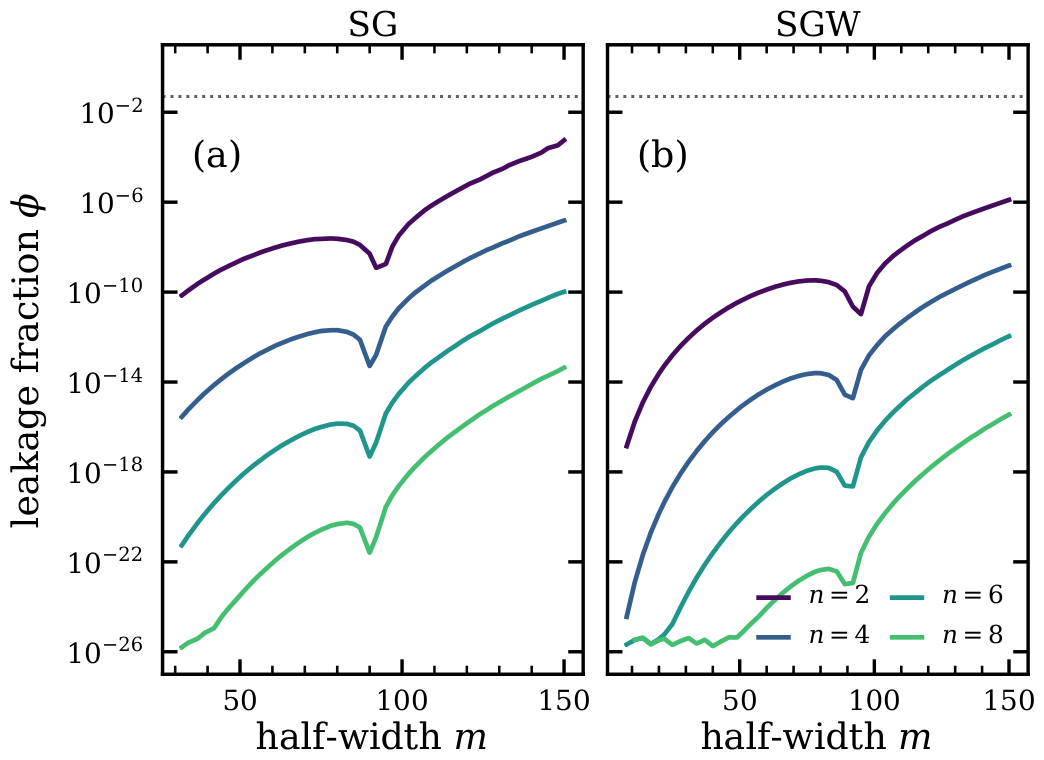 SG
SGW
leakage fraction ϕ
10⁻²
10⁻⁶
10⁻¹⁰
10⁻¹⁴
10⁻¹⁸
10⁻²²
10⁻²⁶
(a)
(b)
n = 2
n = 4
n = 6
n = 8
50
100
150
50
100
150
half-width m
half-width m